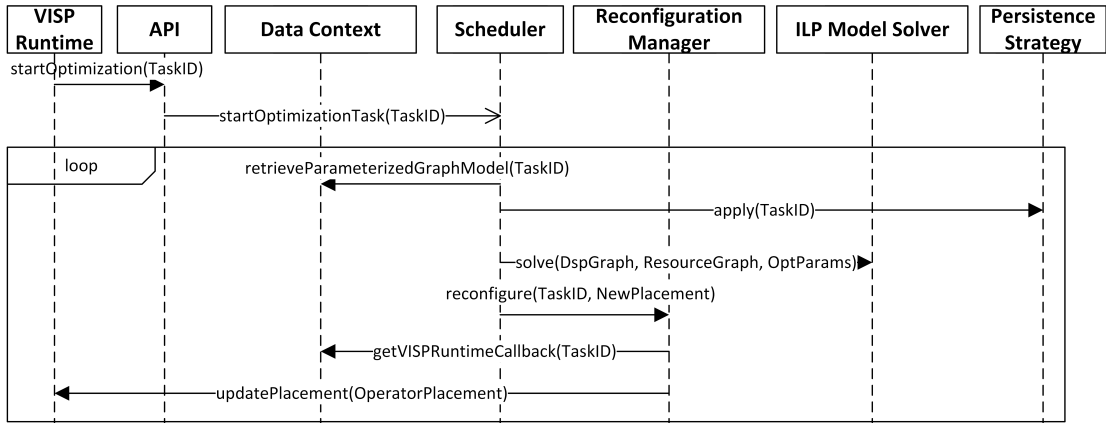 VISP
Runtime
API
Data Context
Scheduler
Reconfiguration
Manager
ILP Model Solver
Persistence
Strategy
startOptimization(TaskID)
startOptimizationTask(TaskID)
loop
retrieveParameterizedGraphModel(TaskID)
apply(TaskID)
solve(DspGraph, ResourceGraph, OptParams)
reconfigure(TaskID, NewPlacement)
getVISPRuntimeCallback(TaskID)
updatePlacement(OperatorPlacement)